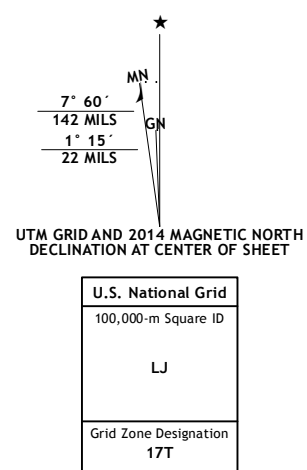 ★
MN
GN
7° 60´
142 MILS
1° 15´
22 MILS
UTM GRID AND 2014 MAGNETIC NORTH
DECLINATION AT CENTER OF SHEET
U.S. National Grid
100,000-m Square ID
LJ
Grid Zone Designation
17T